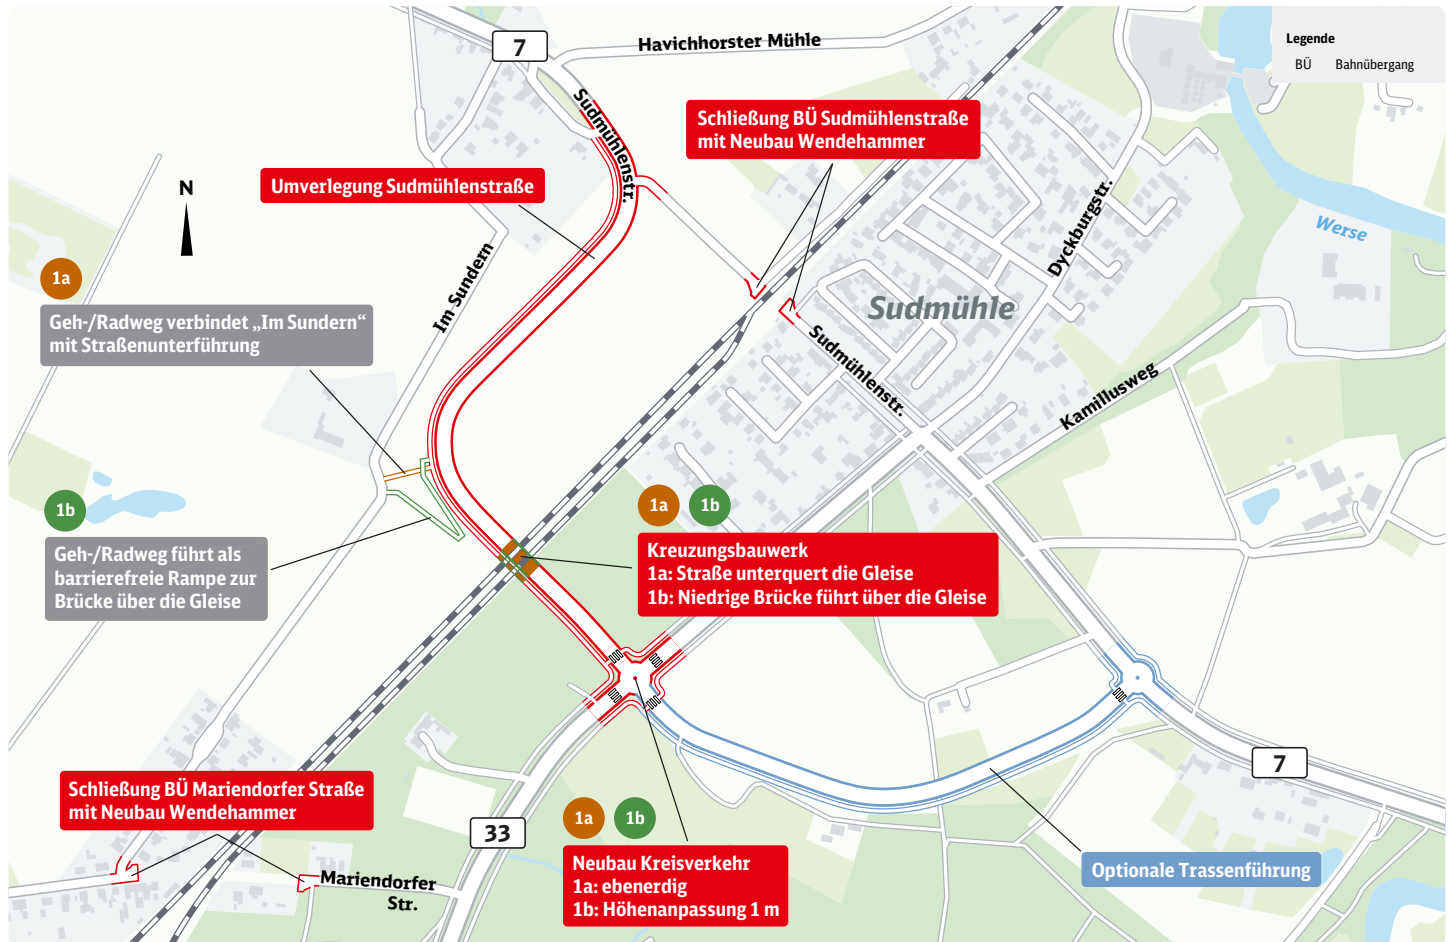 7
Havichhorster Mühle
Legende
BÜ Bahnübergang
Sudmühlenstr.
Schließung BÜ Sudmühlenstraße
mit Neubau Wendehammer
Umverlegung Sudmühlenstraße
N
Dyckburgstr.
Werse
Im Sundern
1a
Geh-/Radweg verbindet „Im Sundern“
mit Straßenunterführung
Sudmühle
Sudmühlenstr.
Kamillusweg
1b
Geh-/Radweg führt als
barrierefreie Rampe zur
Brücke über die Gleise
1a 1b
Kreuzungsbauwerk
1a: Straße unterquert die Gleise
1b: Niedrige Brücke führt über die Gleise
7
Schließung BÜ Mariendorfer Straße
mit Neubau Wendehammer
33
1a 1b
Neubau Kreisverkehr
1a: ebenerdig
1b: Höhenanpassung 1 m
Optionale Trassenführung
Mariendorfer
Str.